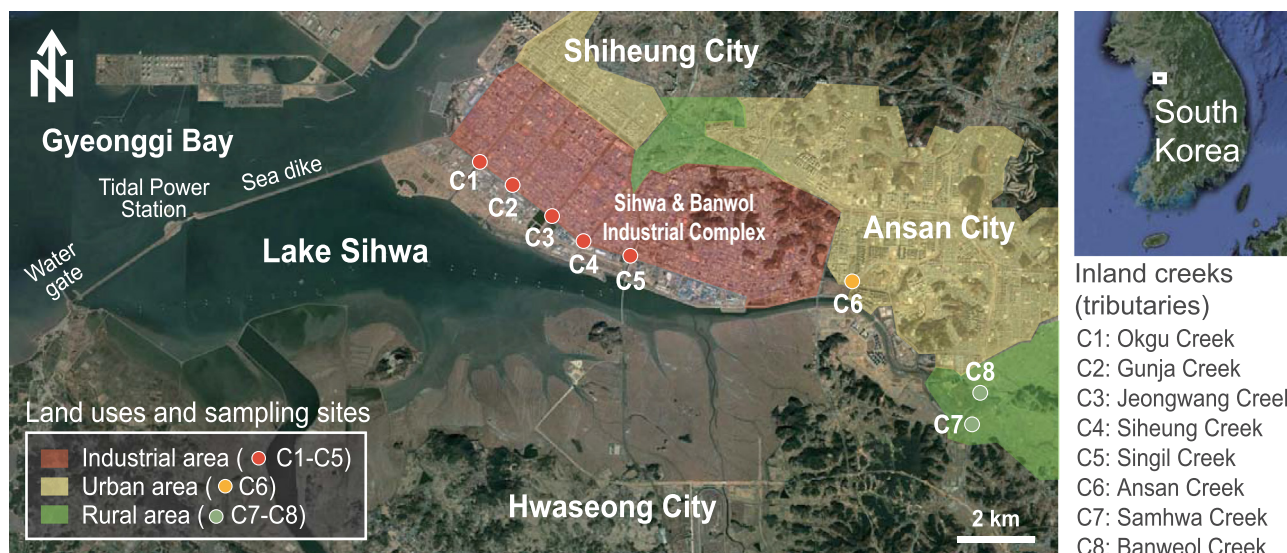 N
Shiheung City
Gyeonggi Bay
Tidal Power
Station
Sea dike
Water
gate
Lake Sihwa
C1
C2
C3
C4
C5
Sihwa & Banwol
Industrial Complex
Ansan City
C6
C8
C7
Hwaseong City
2 km
Land uses and sampling sites
Industrial area ( C1-C5)
Urban area ( C6)
Rural area ( C7-C8)
South
Korea
Inland creeks
(tributaries)
C1: Okgu Creek
C2: Gunja Creek
C3: Jeongwang Creek
C4: Siheung Creek
C5: Singil Creek
C6: Ansan Creek
C7: Samhwa Creek
C8: Banweol Creek